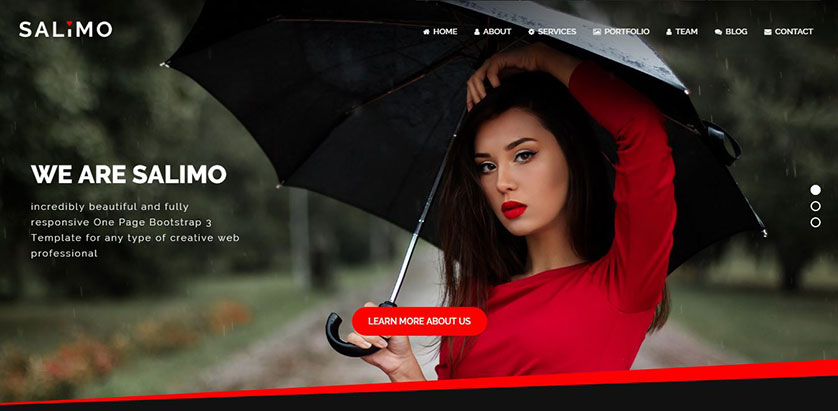 SALiMO
HOME ABOUT SERVICES PORTFOLIO TEAM BLOG CONTACT
WE ARE SALIMO
incredibly beautiful and fully
responsive One Page Bootstrap 3
Template for any type of creative web
professional
LEARN MORE ABOUT US